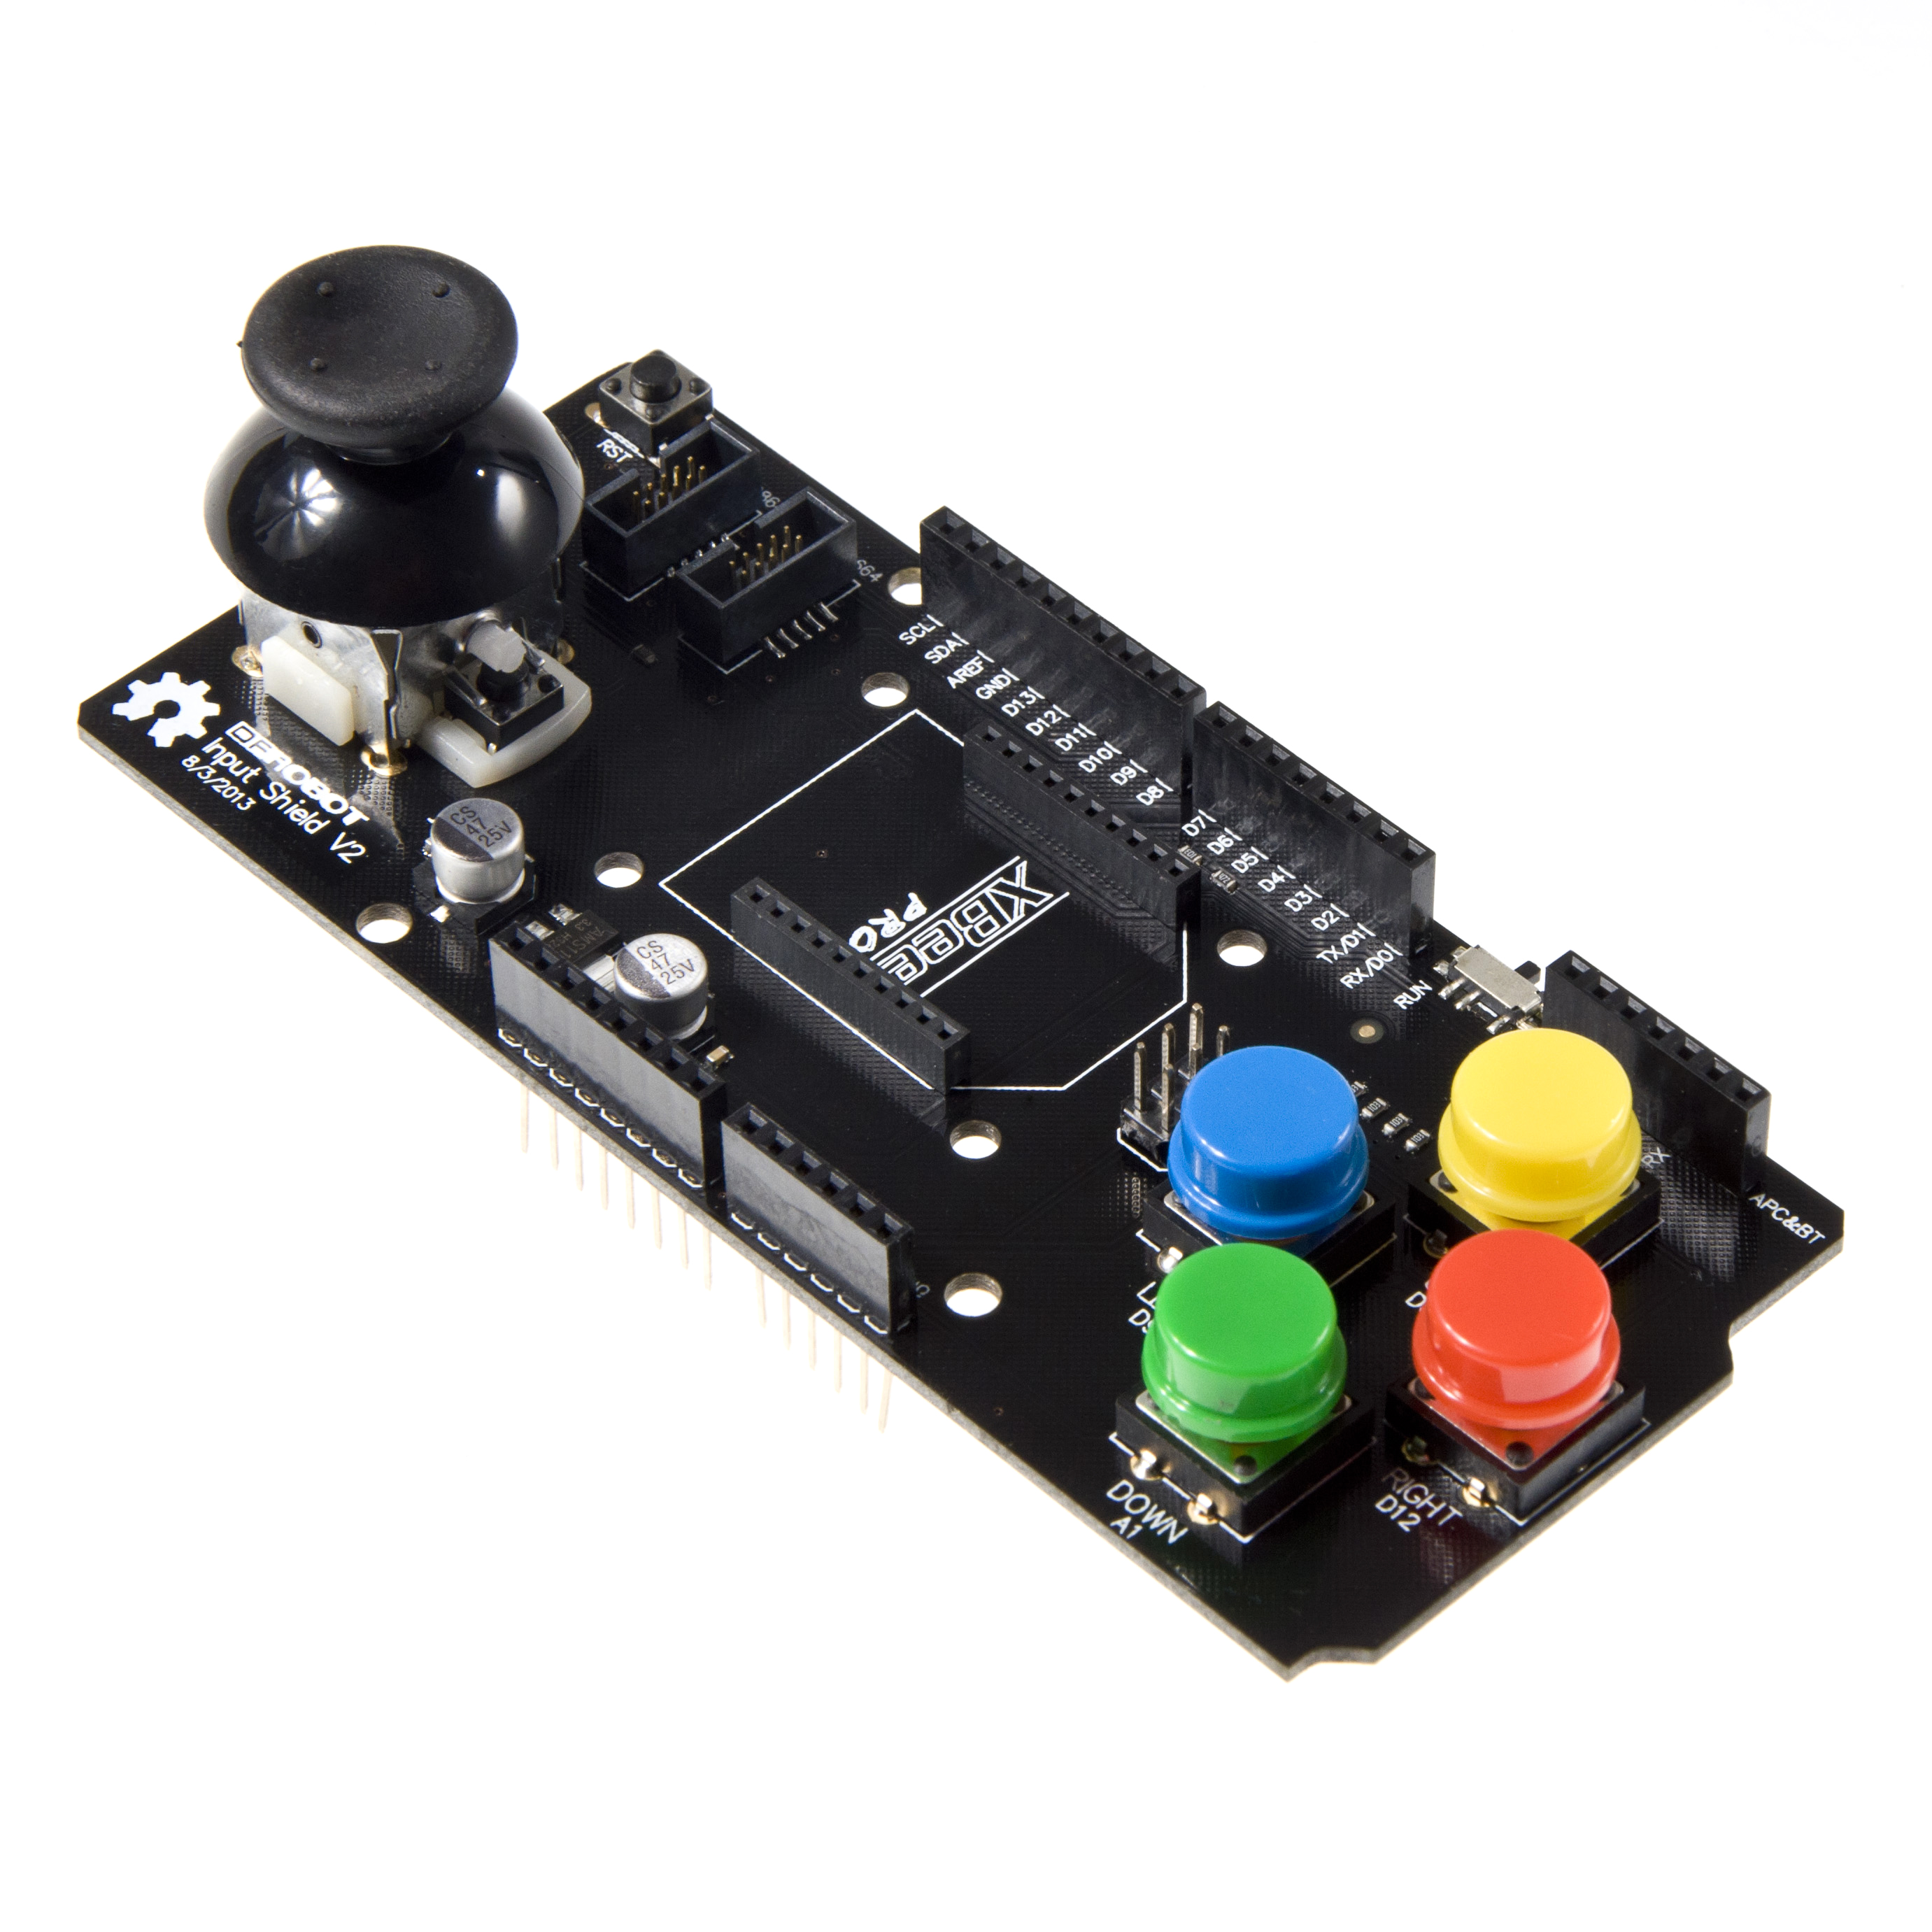 RST
SCL
SDA
AREF
GND
D13
D12
D11
D10
D9
D8
D7
D6
D5
D4
D3
D2
TX/D1
RX/D0
RUN
DFROBOT
Input Shield V2
8/3/2013
CS
47
25V
CS
47
25V
XBee
PRO
RX
APC&BT
DOWN
A1
RIGHT
D12